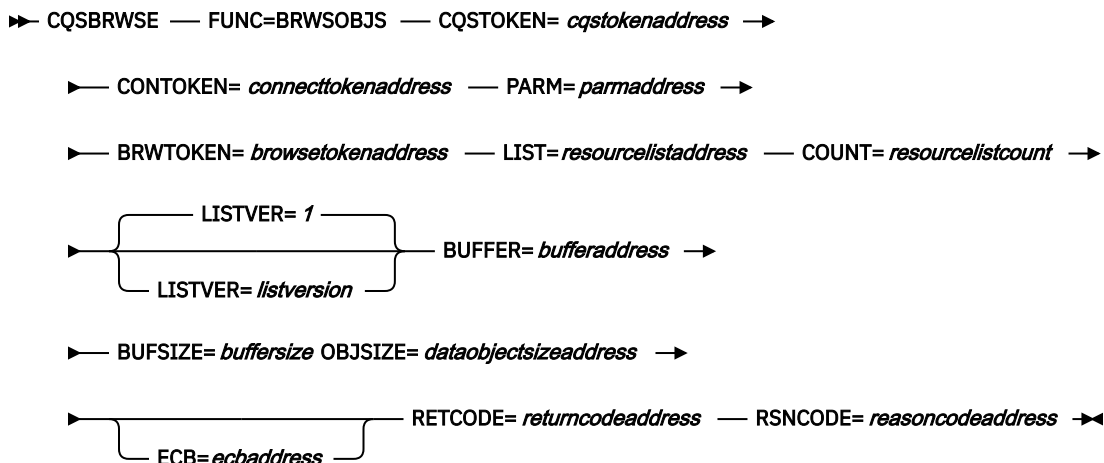 CQSBRWSE FUNC=BRWSOBJS CQSTOKEN= cqstokenaddress
CONTOKEN= connecttokenaddress PARM= parmaddress
BRWTOKEN= browsetokenaddress LIST= resourcelistaddress COUNT= resourcelistcount
LISTVER= 1
BUFFER= bufferaddress
LISTVER= listversion
BUFSIZE= buffersize OBJSIZE= dataobjectsizeaddress
RETCODE= returncodeaddress RSNCODE= reasoncodeaddress
ECB= ecbaddress